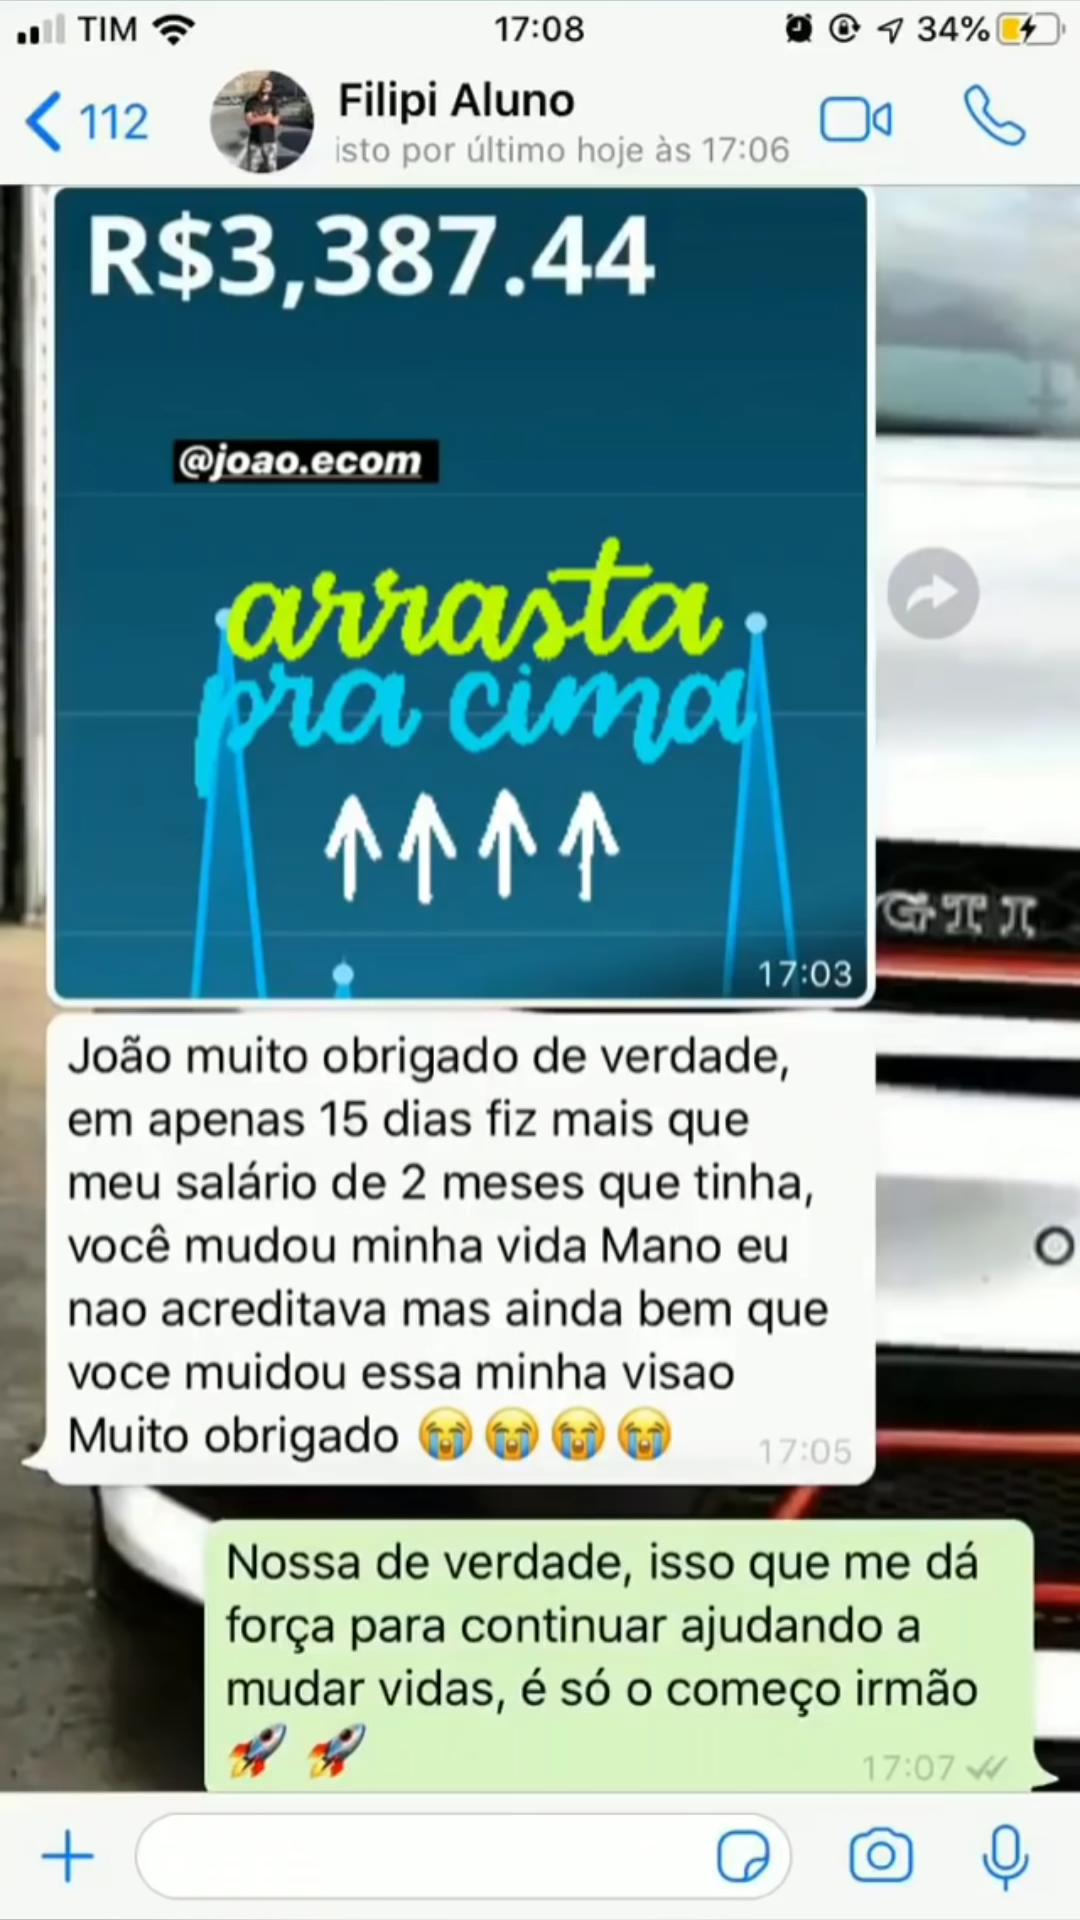 TIM 17:08 34%
112 Filipi Aluno
isto por último hoje às 17:06
R$3,387.44
@joao.ecom
arrasta
pra cima
GTI
17:03
João muito obrigado de verdade,
em apenas 15 dias fiz mais que
meu salário de 2 meses que tinha,
você mudou minha vida Mano eu
nao acreditava mas ainda bem que
voce muidou essa minha visao
Muito obrigado 😭😭😭😭 17:05
Nossa de verdade, isso que me dá
força para continuar ajudando a
mudar vidas, é só o começo irmão
🚀 🚀 17:07